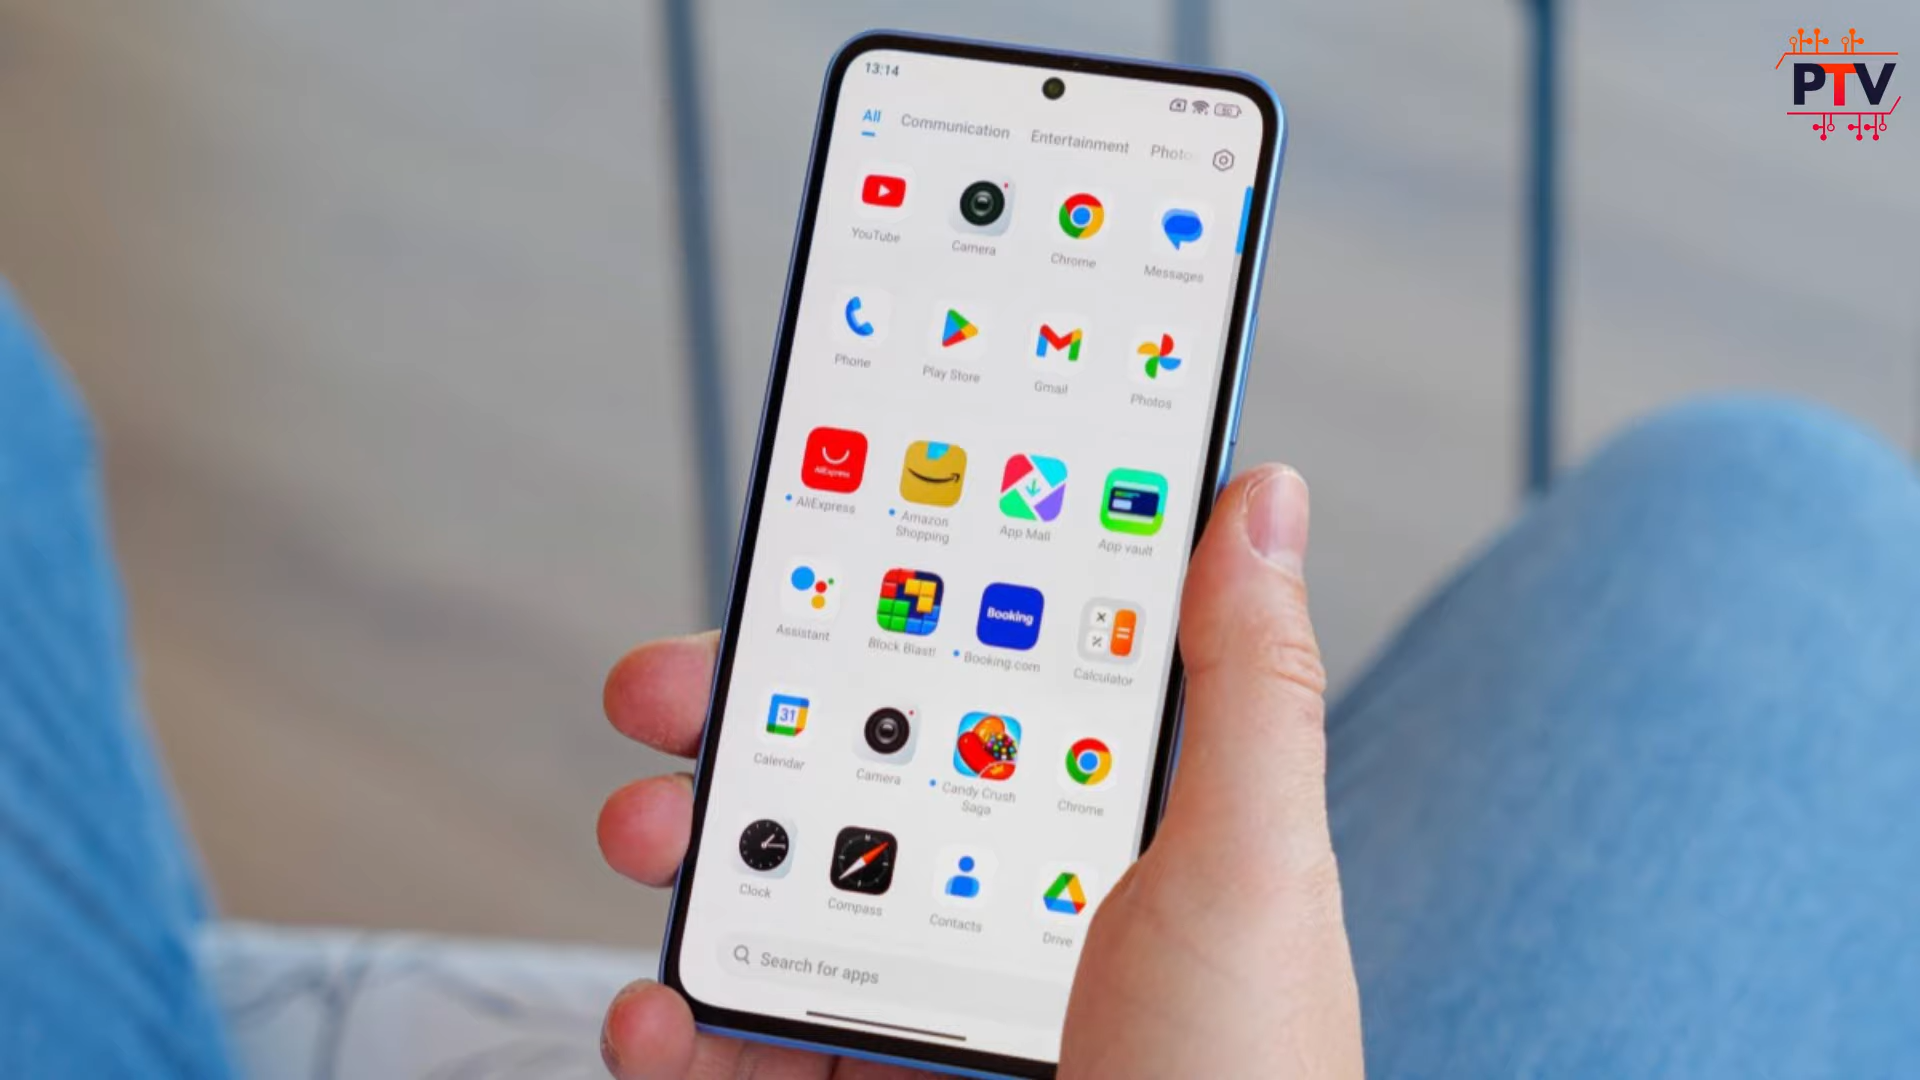 PTV
13:14
All Communication Entertainment Photo
YouTube Camera Chrome Messages
Phone Play Store Gmail Photos
AliExpress
AliExpress Amazon Shopping App Mall App vault
Booking
Assistant Block Blast! Booking.com Calculator
31
Calendar Camera Candy Crush Saga Chrome
Clock Compass Contacts Drive
Search for apps